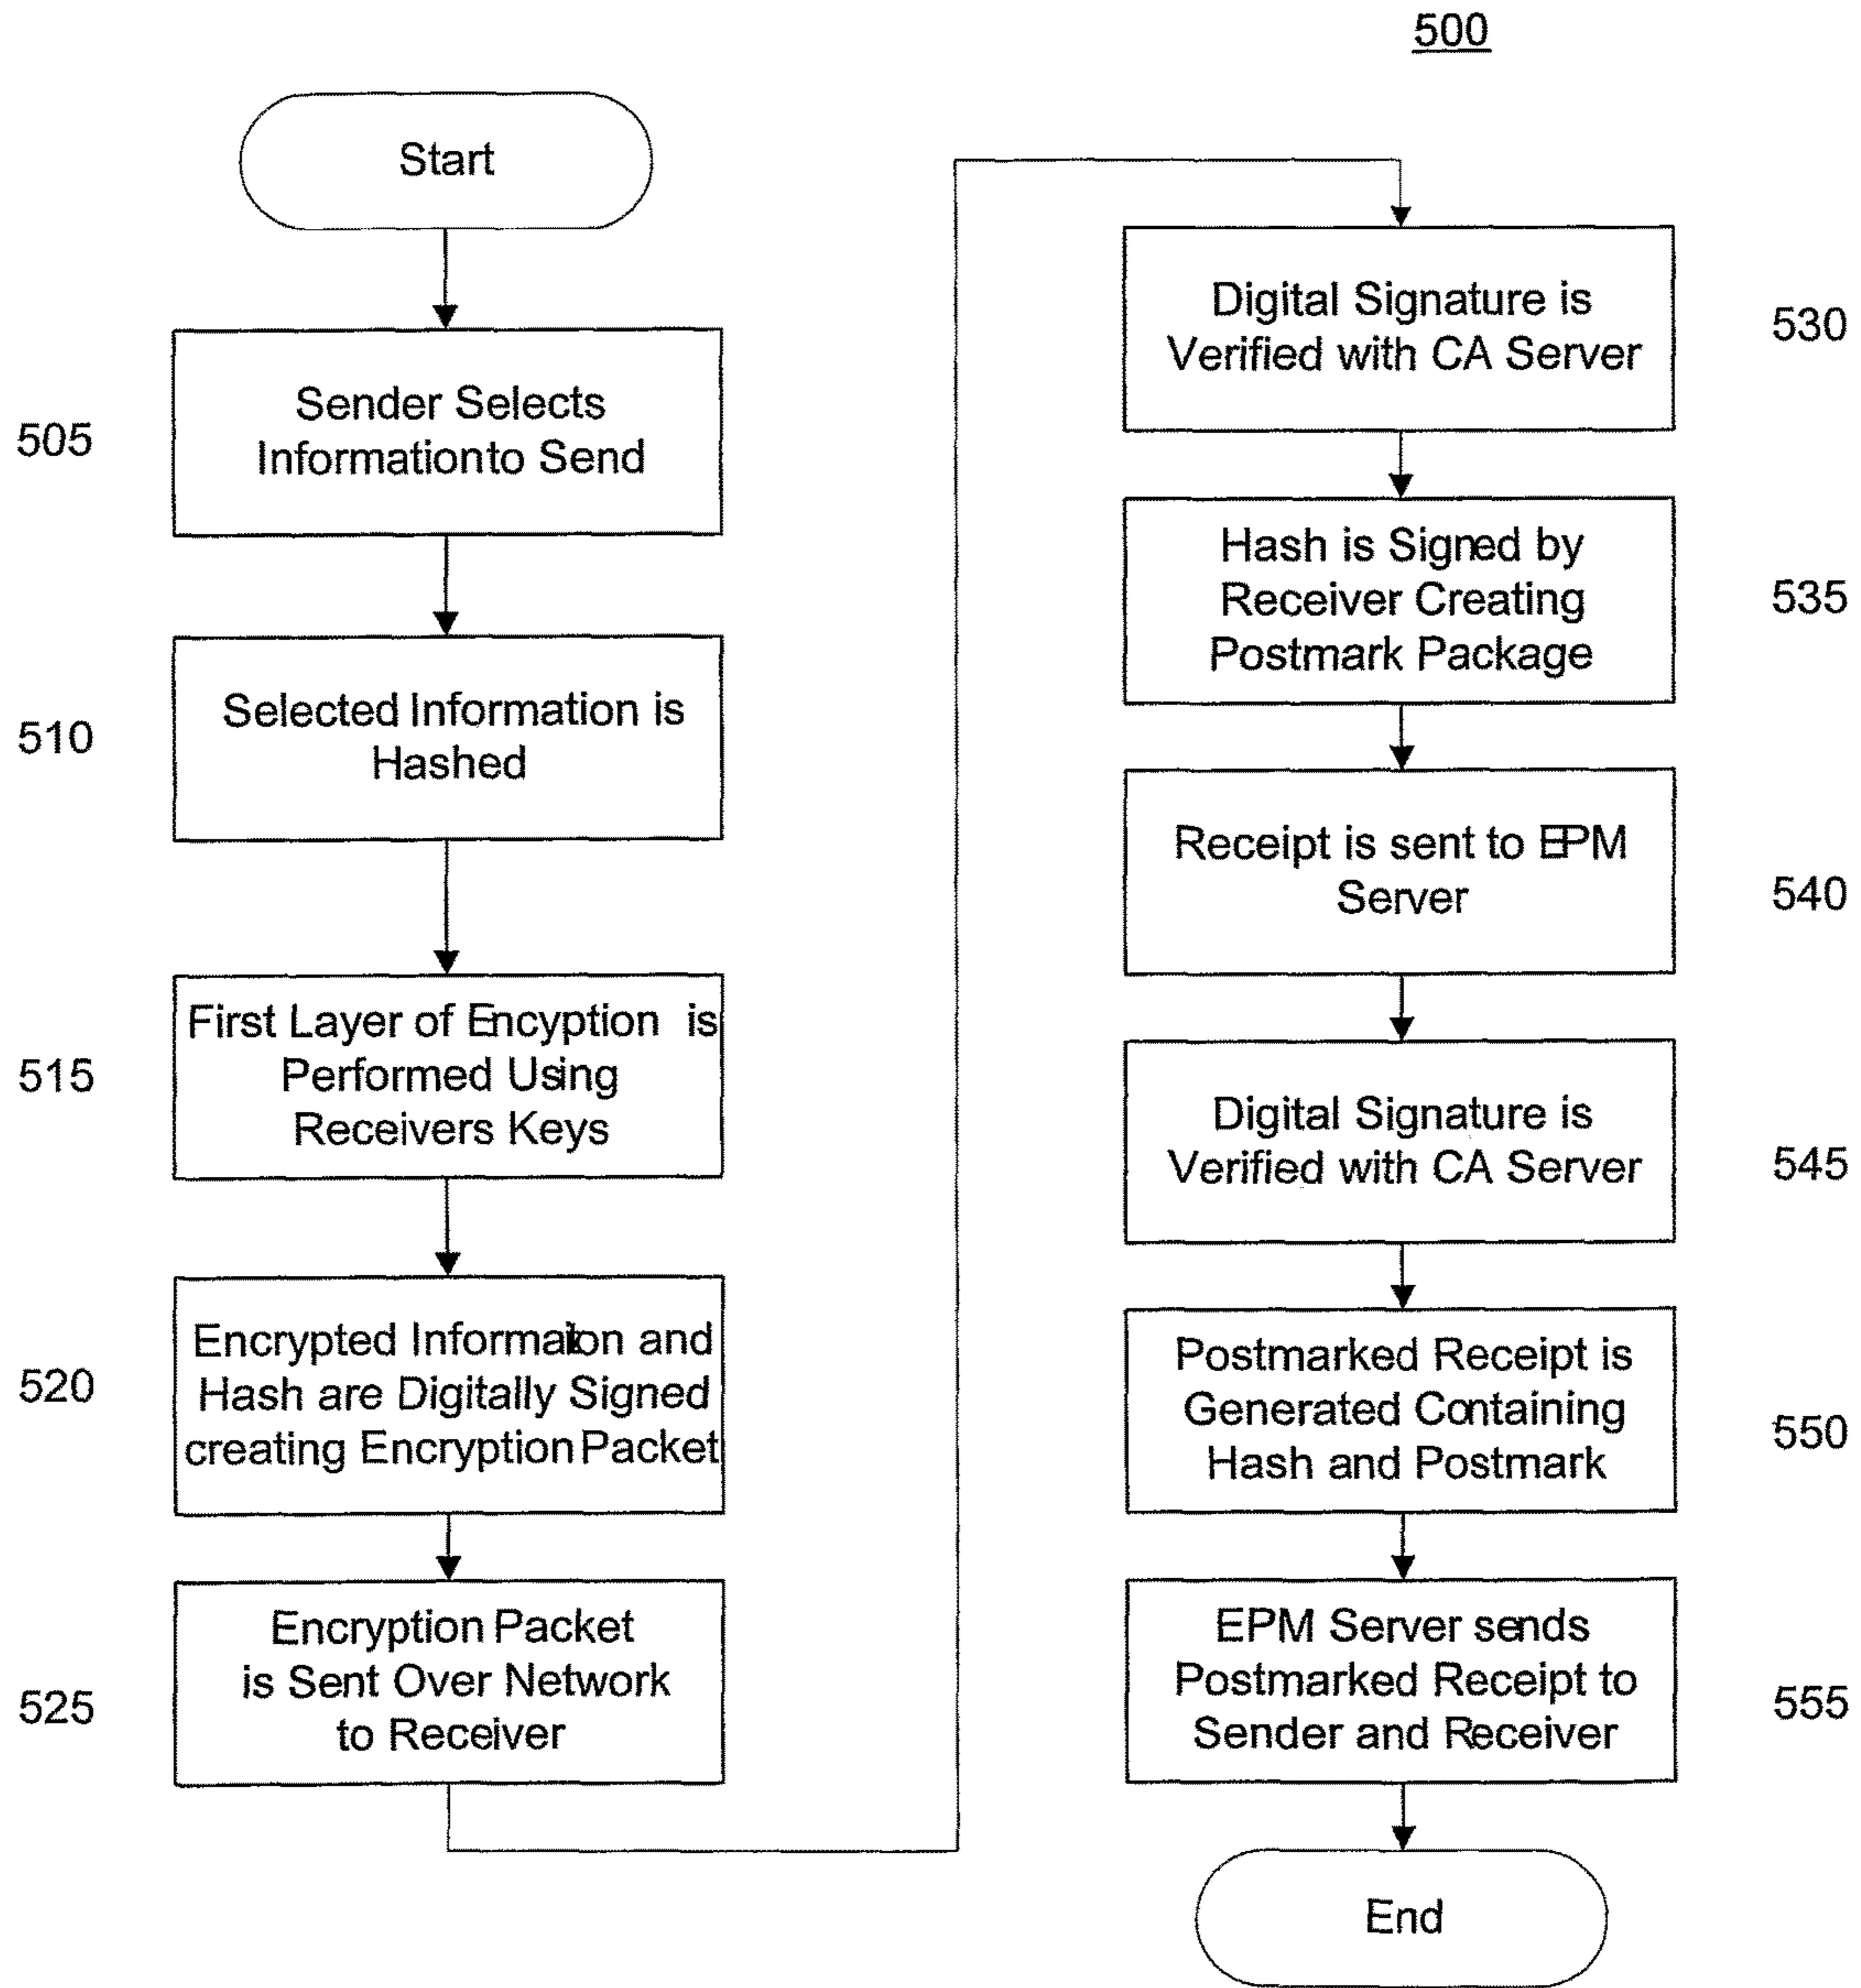 500
Start
505
Sender Selects
Information to Send
510
Selected Information is
Hashed
515
First Layer of Encyption is
Performed Using
Receivers Keys
520
Encrypted Information and
Hash are Digitally Signed
creating Encryption Packet
525
Encryption Packet
is Sent Over Network
to Receiver
Digital Signature is
Verified with CA Server
530
Hash is Signed by
Receiver Creating
Postmark Package
535
Receipt is sent to EPM
Server
540
Digital Signature is
Verified with CA Server
545
Postmarked Receipt is
Generated Containing
Hash and Postmark
550
EPM Server sends
Postmarked Receipt to
Sender and Receiver
555
End